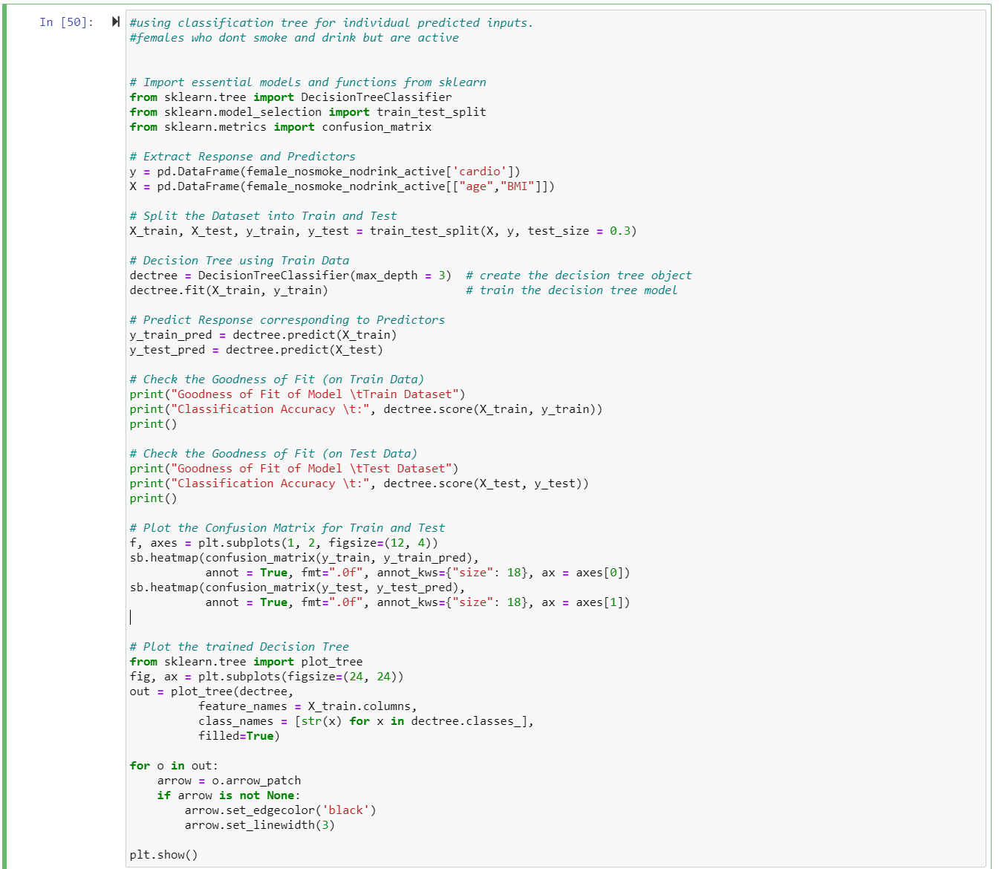 In [50]:
#using classification tree for individual predicted inputs.
#females who dont smoke and drink but are active
# Import essential models and functions from sklearn
from sklearn.tree import DecisionTreeClassifier
from sklearn.model_selection import train_test_split
from sklearn.metrics import confusion_matrix
# Extract Response and Predictors
y = pd.DataFrame(female_nosmoke_nodrink_active['cardio'])
X = pd.DataFrame(female_nosmoke_nodrink_active[["age","BMI"]])
# Split the Dataset into Train and Test
X_train, X_test, y_train, y_test = train_test_split(X, y, test_size = 0.3)
# Decision Tree using Train Data
dectree = DecisionTreeClassifier(max_depth = 3)  # create the decision tree object
dectree.fit(X_train, y_train)                    # train the decision tree model
# Predict Response corresponding to Predictors
y_train_pred = dectree.predict(X_train)
y_test_pred = dectree.predict(X_test)
# Check the Goodness of Fit (on Train Data)
print("Goodness of Fit of Model \tTrain Dataset")
print("Classification Accuracy \t:", dectree.score(X_train, y_train))
print()
# Check the Goodness of Fit (on Test Data)
print("Goodness of Fit of Model \tTest Dataset")
print("Classification Accuracy \t:", dectree.score(X_test, y_test))
print()
# Plot the Confusion Matrix for Train and Test
f, axes = plt.subplots(1, 2, figsize=(12, 4))
sb.heatmap(confusion_matrix(y_train, y_train_pred),
           annot = True, fmt=".0f", annot_kws={"size": 18}, ax = axes[0])
sb.heatmap(confusion_matrix(y_test, y_test_pred),
           annot = True, fmt=".0f", annot_kws={"size": 18}, ax = axes[1])
# Plot the trained Decision Tree
from sklearn.tree import plot_tree
fig, ax = plt.subplots(figsize=(24, 24))
out = plot_tree(dectree,
          feature_names = X_train.columns,
          class_names = [str(x) for x in dectree.classes_],
          filled=True)
for o in out:
    arrow = o.arrow_patch
    if arrow is not None:
        arrow.set_edgecolor('black')
        arrow.set_linewidth(3)
plt.show()